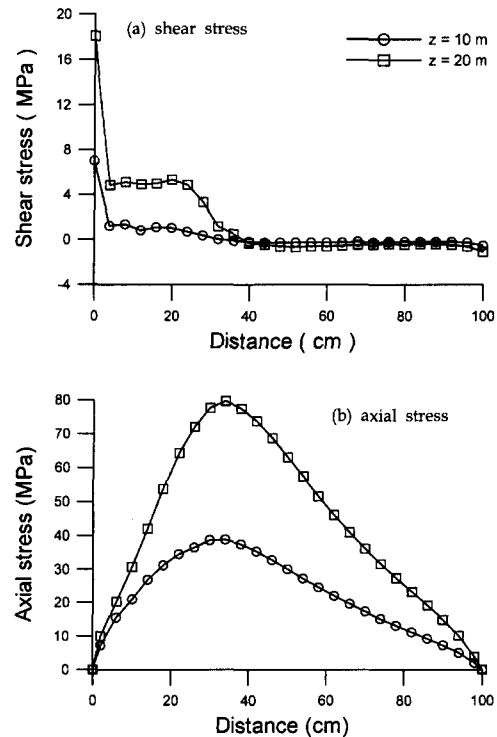 (a) shear stress
z = 10 m
z = 20 m
Shear stress ( MPa )
20
16
12
8
4
0
-4
0 20 40 60 80 100
Distance ( cm )
(b) axial stress
Axial stress (MPa)
80
70
60
50
40
30
20
10
0
0 20 40 60 80 100
Distance (cm)